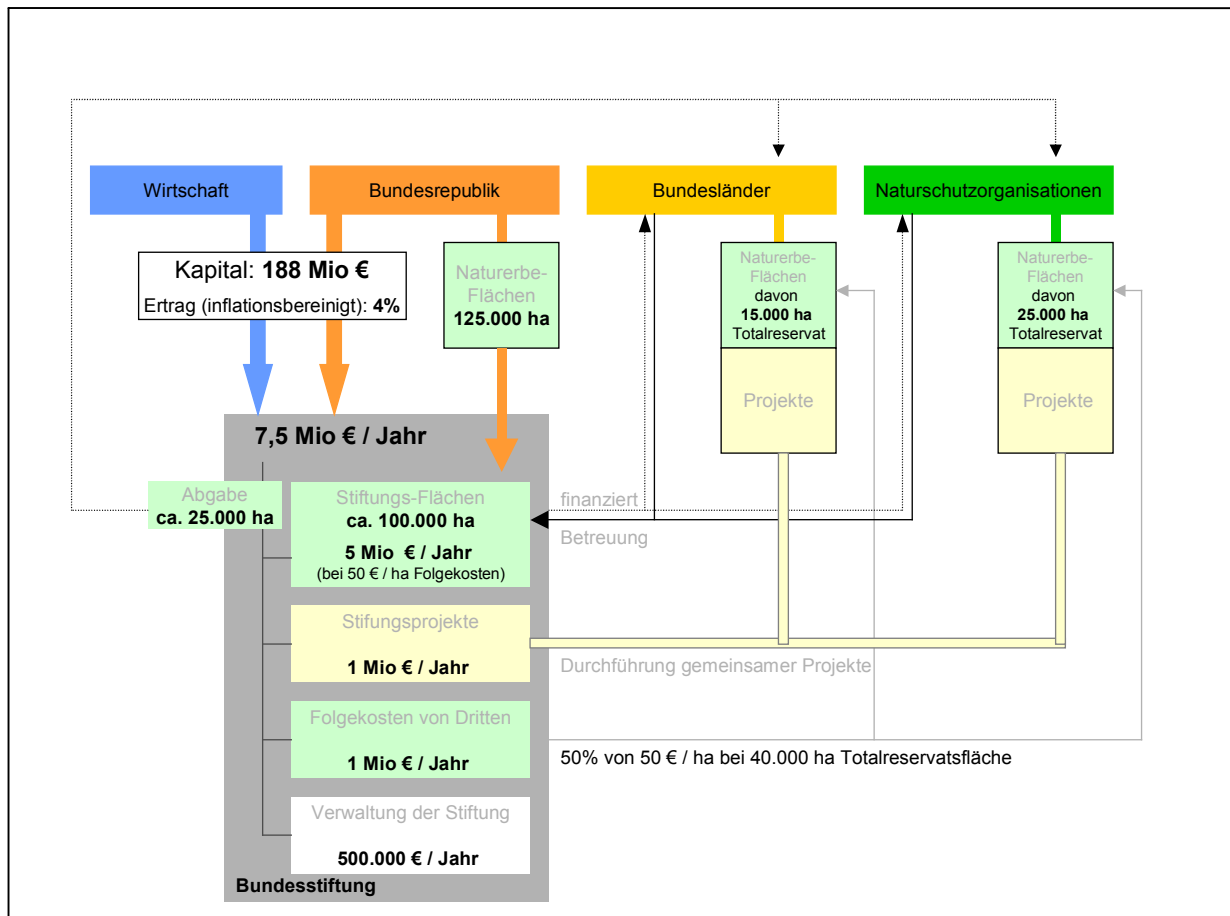 Wirtschaft
Bundesrepublik
Bundesländer
Naturschutzorganisationen
Kapital: 188 Mio €
Ertrag (inflationsbereinigt): 4%
Naturerbe-
Flächen
125.000 ha
Naturerbe-
Flächen
davon
15.000 ha
Totalreservat
Projekte
Naturerbe-
Flächen
davon
25.000 ha
Totalreservat
Projekte
7,5 Mio € / Jahr
Abgabe
ca. 25.000 ha
Stiftungs-Flächen
ca. 100.000 ha
5 Mio € / Jahr
(bei 50 € / ha Folgekosten)
finanziert
Betreuung
Stifungsprojekte
1 Mio € / Jahr
Durchführung gemeinsamer Projekte
Folgekosten von Dritten
1 Mio € / Jahr
50% von 50 € / ha bei 40.000 ha Totalreservatsfläche
Verwaltung der Stiftung
500.000 € / Jahr
Bundesstiftung